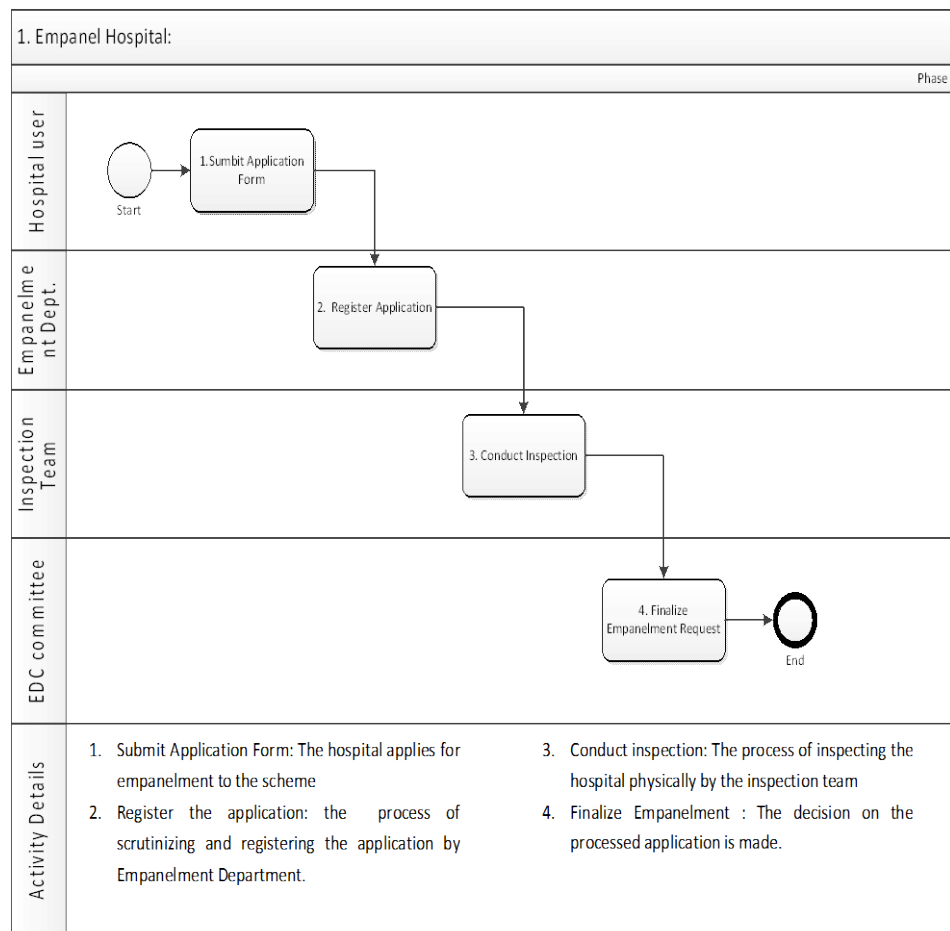 1. Empanel Hospital:
Phase
Hospital user
Start
1.Sumbit Application
Form
Empanelme
nt Dept.
2. Register Application
Inspection
Team
3. Conduct Inspection
EDC committee
4. Finalize
Empanelment Request
End
Activity Details
1. Submit Application Form: The hospital applies for
empanelment to the scheme
2. Register the application: the process of
scrutinizing and registering the application by
Empanelment Department.
3. Conduct inspection: The process of inspecting the
hospital physically by the inspection team
4. Finalize Empanelment : The decision on the
processed application is made.